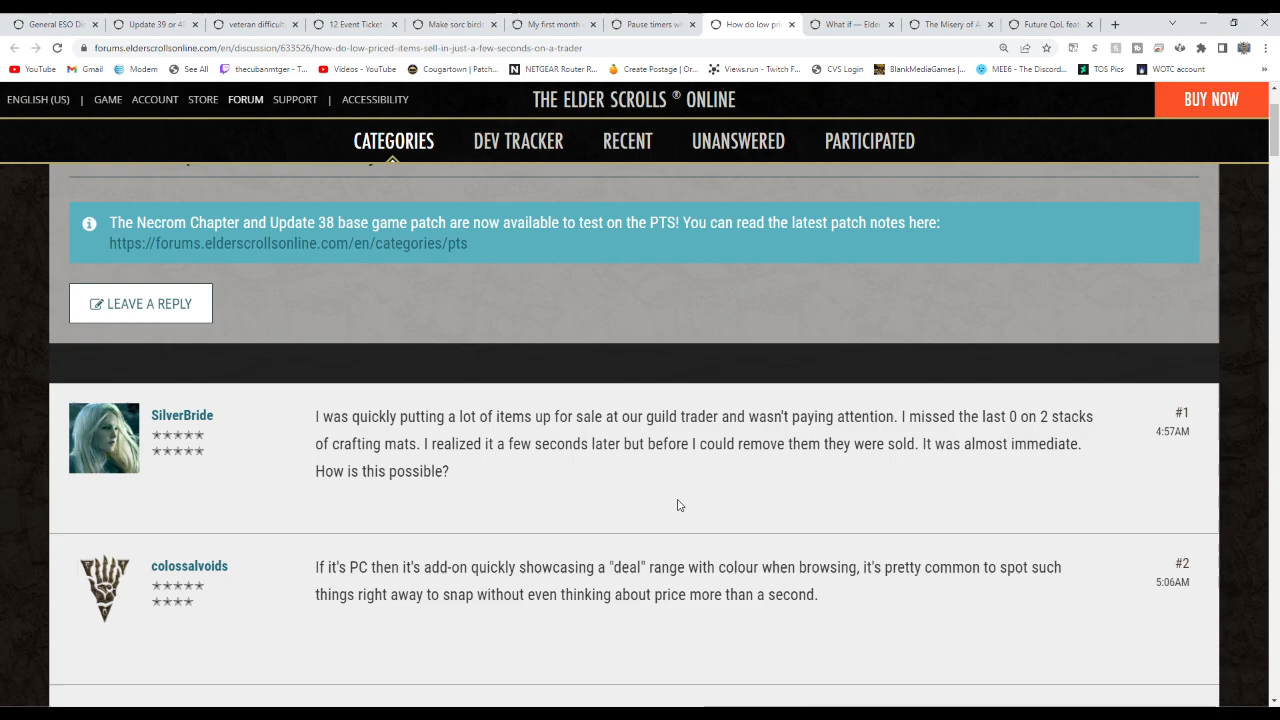 General ESO Di
Update 39 or 4
veteran difficult
12 Event Ticket
Make sorc bird
My first month
Pause timers w
How do low pri
What if — Elde
The Misery of A
Future QoL feat
forums.elderscrollsonline.com/en/discussion/633526/how-do-low-priced-items-sell-in-just-a-few-seconds-on-a-trader
YouTube
Gmail
Modem
See All
thecubanmtger - T...
Videos - YouTube
Cougartown | Patch...
NETGEAR Router R...
Create Postage | Or...
Views.run - Twitch F...
CVS Login
BlankMediaGames |...
MEE6 - The Discord...
TOS Pics
WOTC account
»
ENGLISH (US) | GAME ACCOUNT STORE FORUM SUPPORT | ACCESSIBILITY
THE ELDER SCROLLS ® ONLINE
BUY NOW
CATEGORIES DEV TRACKER RECENT UNANSWERED PARTICIPATED
The Necrom Chapter and Update 38 base game patch are now available to test on the PTS! You can read the latest patch notes here:
https://forums.elderscrollsonline.com/en/categories/pts
LEAVE A REPLY
SilverBride
I was quickly putting a lot of items up for sale at our guild trader and wasn't paying attention. I missed the last 0 on 2 stacks
of crafting mats. I realized it a few seconds later but before I could remove them they were sold. It was almost immediate.
How is this possible?
#1
4:57AM
colossalvoids
If it's PC then it's add-on quickly showcasing a "deal" range with colour when browsing, it's pretty common to spot such
things right away to snap without even thinking about price more than a second.
#2
5:06AM